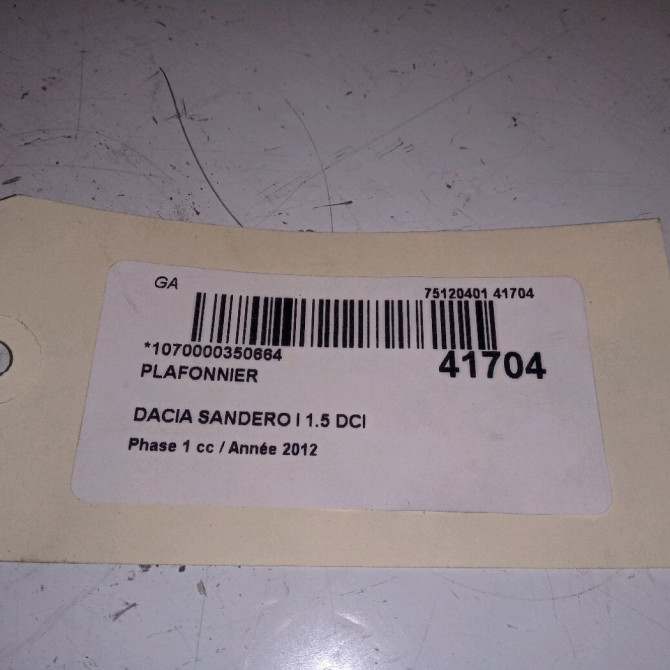 GA
75120401 41704
*1070000350664
41704
PLAFONNIER
DACIA SANDERO I 1.5 DCI
Phase 1 cc / Année 2012